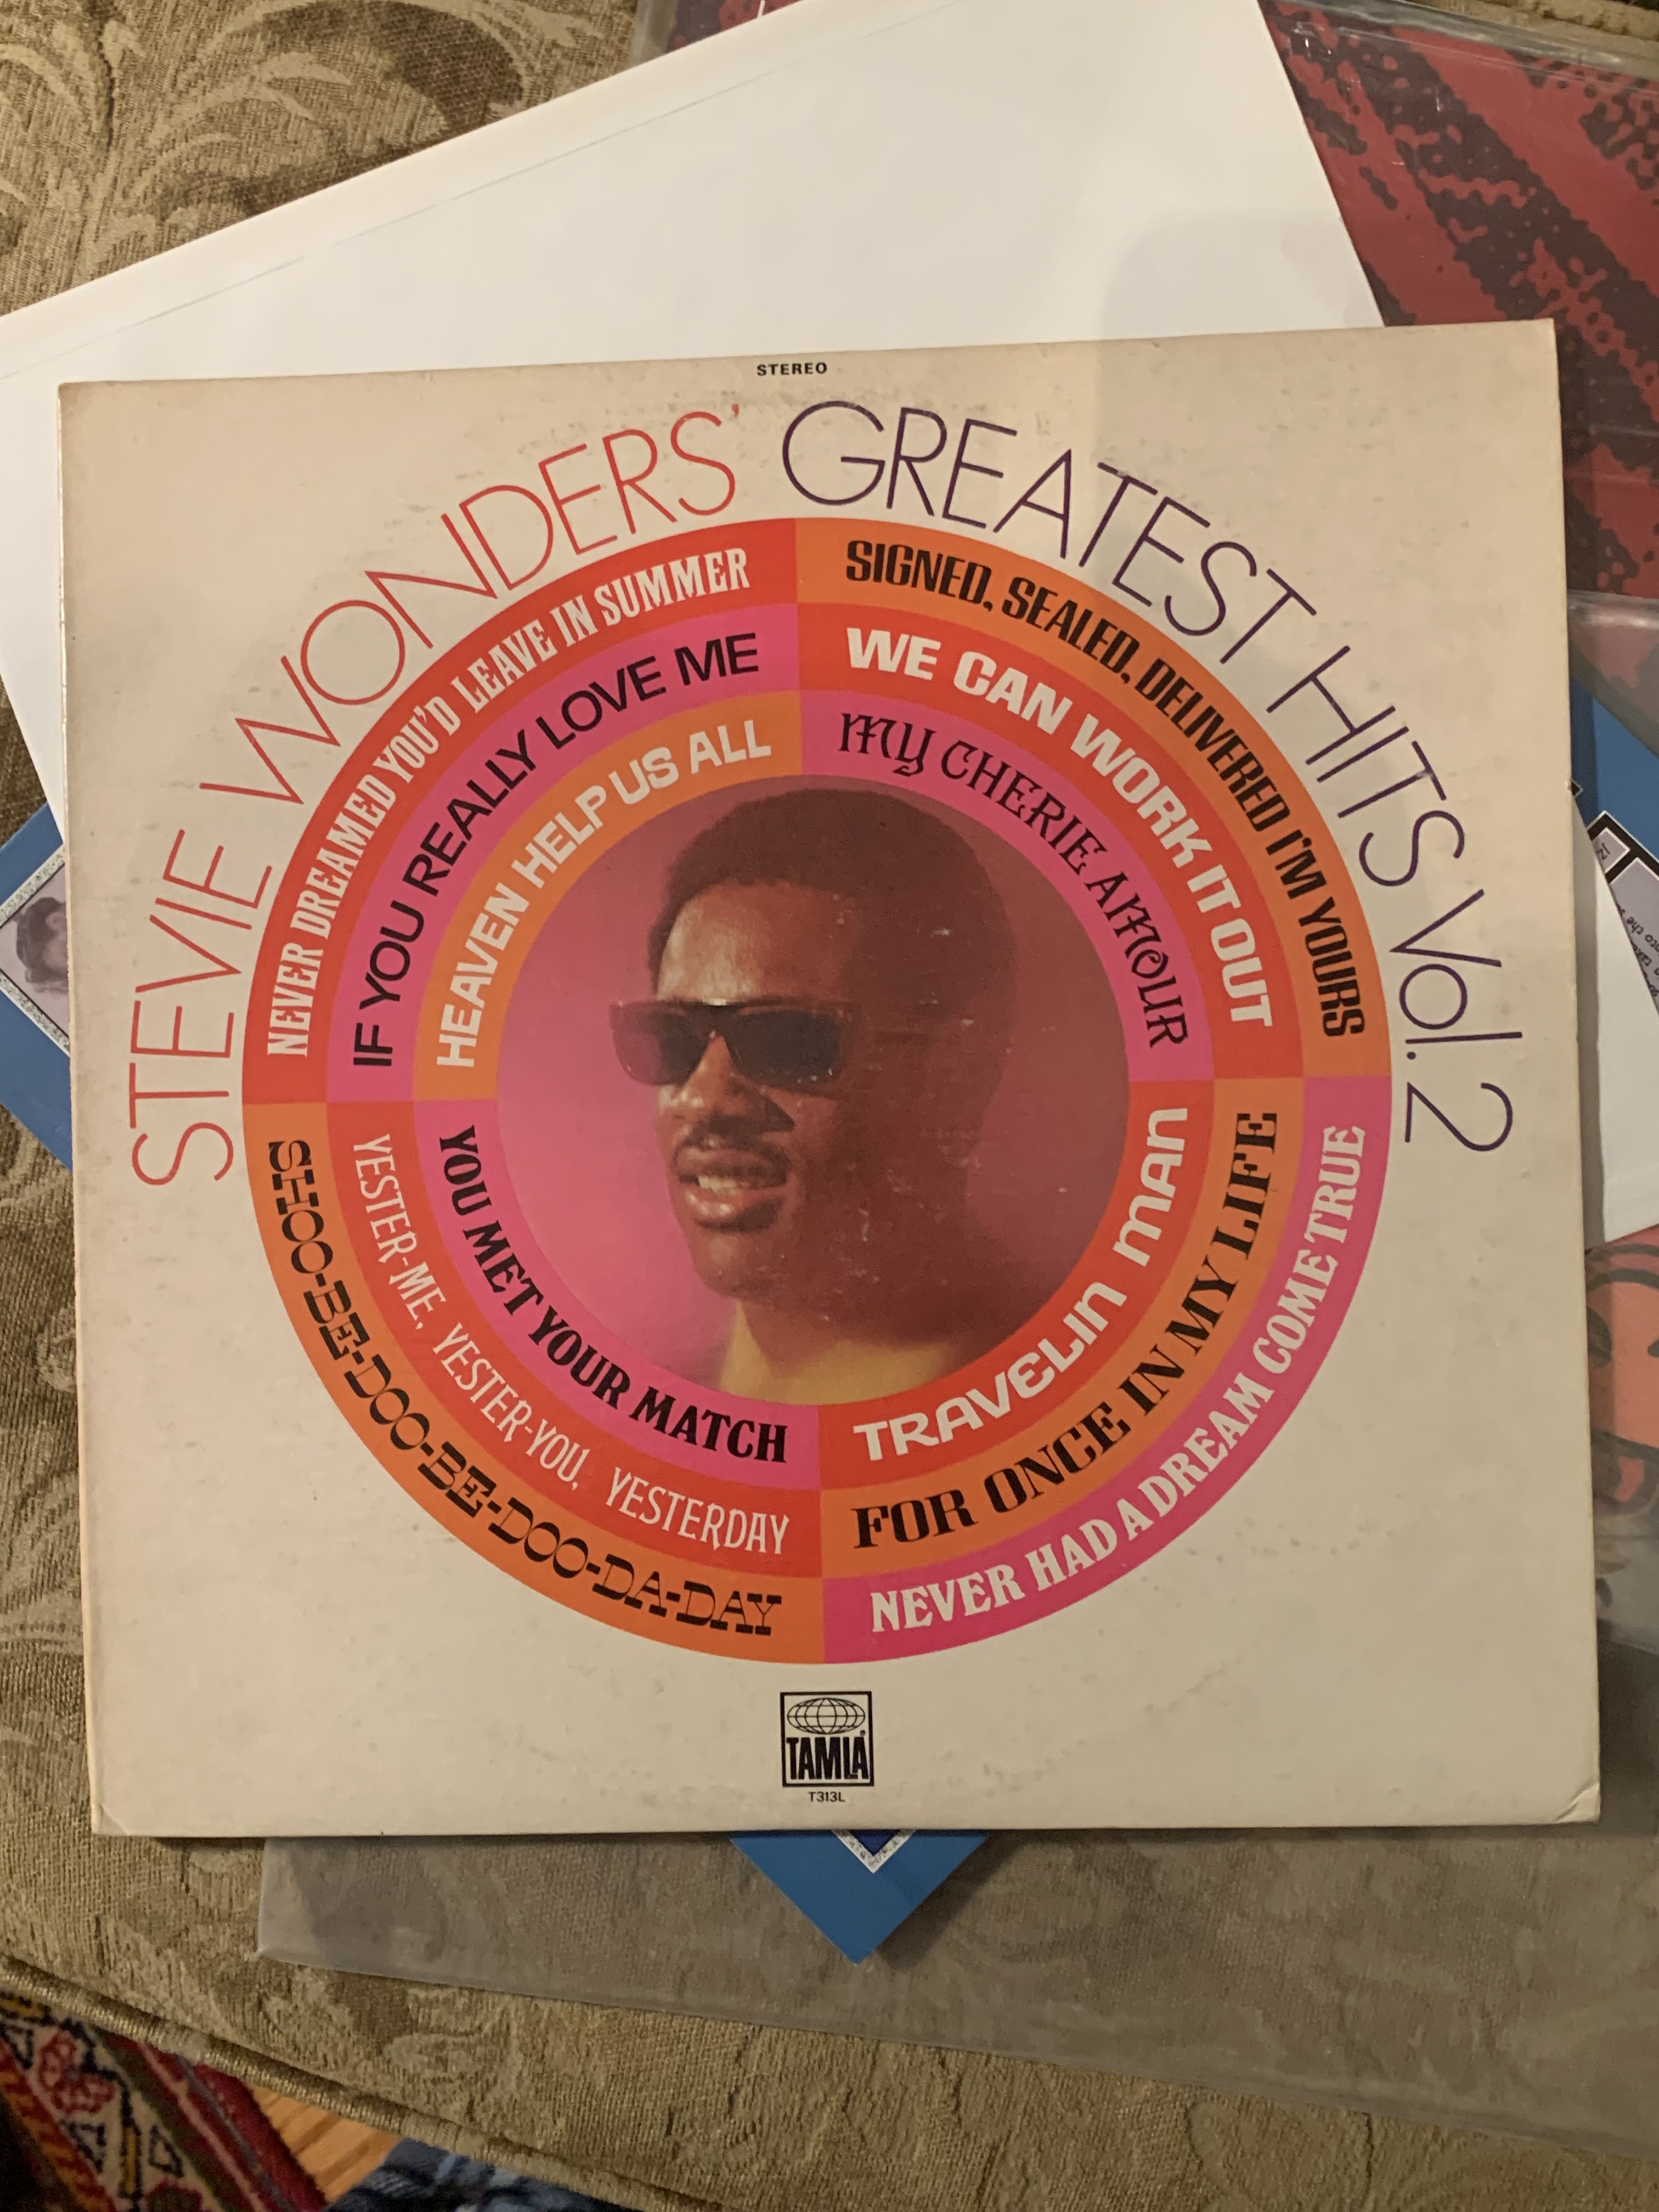 STEREO
STEVIE WONDERS' GREATEST HITS Vol. 2
NEVER DREAMED YOU'D LEAVE IN SUMMER
IF YOU REALLY LOVE ME
HEAVEN HELP US ALL
SIGNED, SEALED, DELIVERED I'M YOURS
WE CAN WORK IT OUT
MY CHERIE AMOUR
TRAVELIN MAN
FOR ONCE IN MY LIFE
NEVER HAD A DREAM COME TRUE
YOU MET YOUR MATCH
YESTER-ME, YESTER-YOU, YESTERDAY
SHOO-BE-DOO-BE-DOO-DA-DAY
TAMLA
T313L